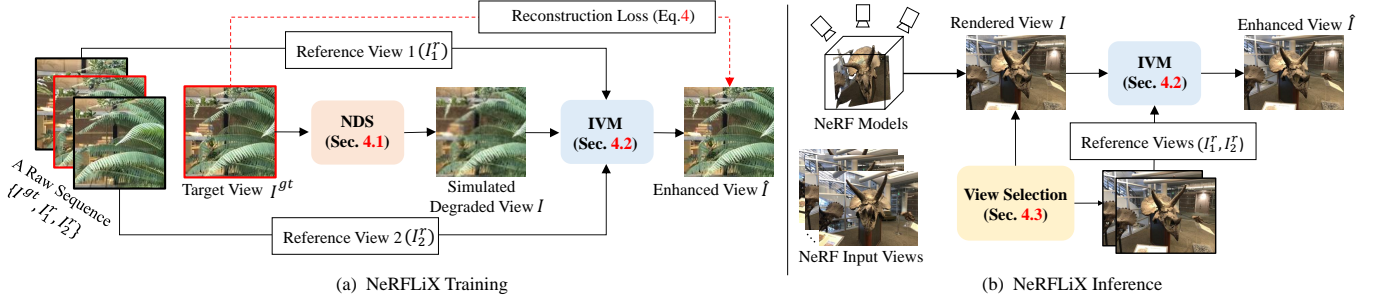 Reconstruction Loss (Eq.4)
Reference View 1 (I₁ʳ)
NDS
(Sec. 4.1)
IVM
(Sec. 4.2)
A Raw Sequence
{Iᵍᵗ, I₁ʳ, I₂ʳ}
Target View Iᵍᵗ
Simulated
Degraded View I
Enhanced View Î
Reference View 2 (I₂ʳ)
(a) NeRFLiX Training
Rendered View I
Enhanced View Î
IVM
(Sec. 4.2)
NeRF Models
Reference Views (I₁ʳ, I₂ʳ)
View Selection
(Sec. 4.3)
...
NeRF Input Views
(b) NeRFLiX Inference